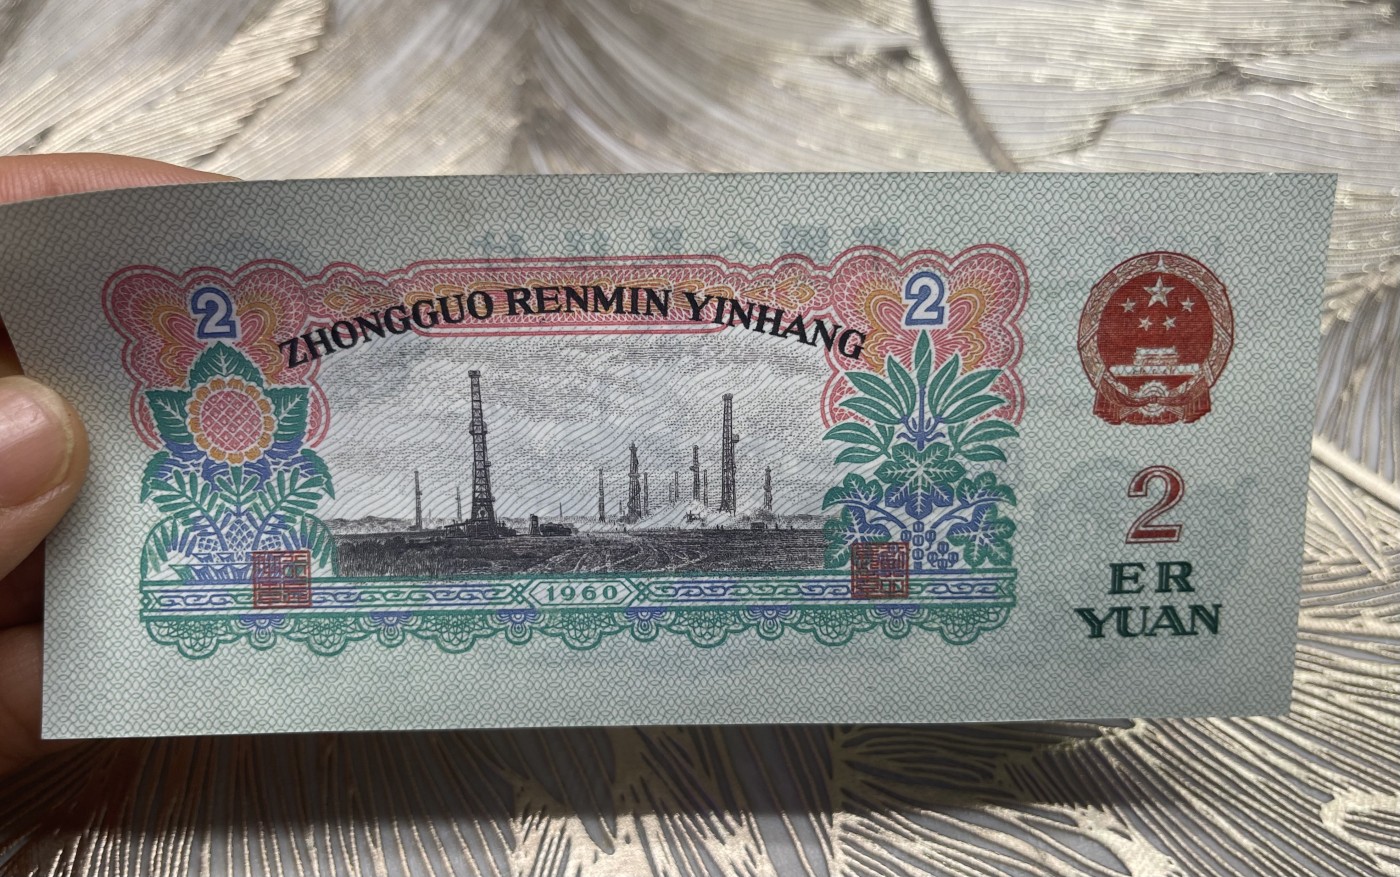 2
2
ZHONGGUO RENMIN YINHANG
1960
2
ER
YUAN